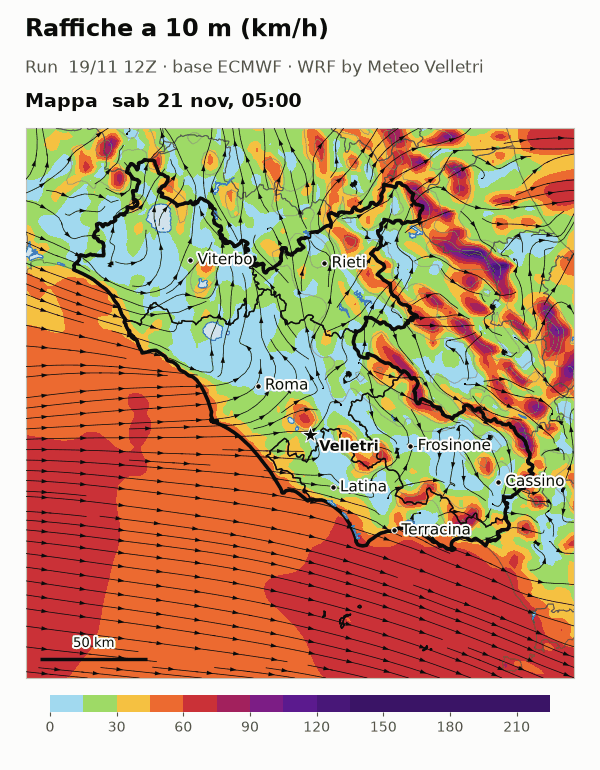 Raffiche a 10 m (km/h)
Run  19/11 12Z · base ECMWF · WRF by Meteo Velletri
Mappa  sab 21 nov, 05:00
Viterbo
Rieti
Roma
Velletri
Frosinone
Latina
Cassino
Terracina
50 km
0 30 60 90 120 150 180 210